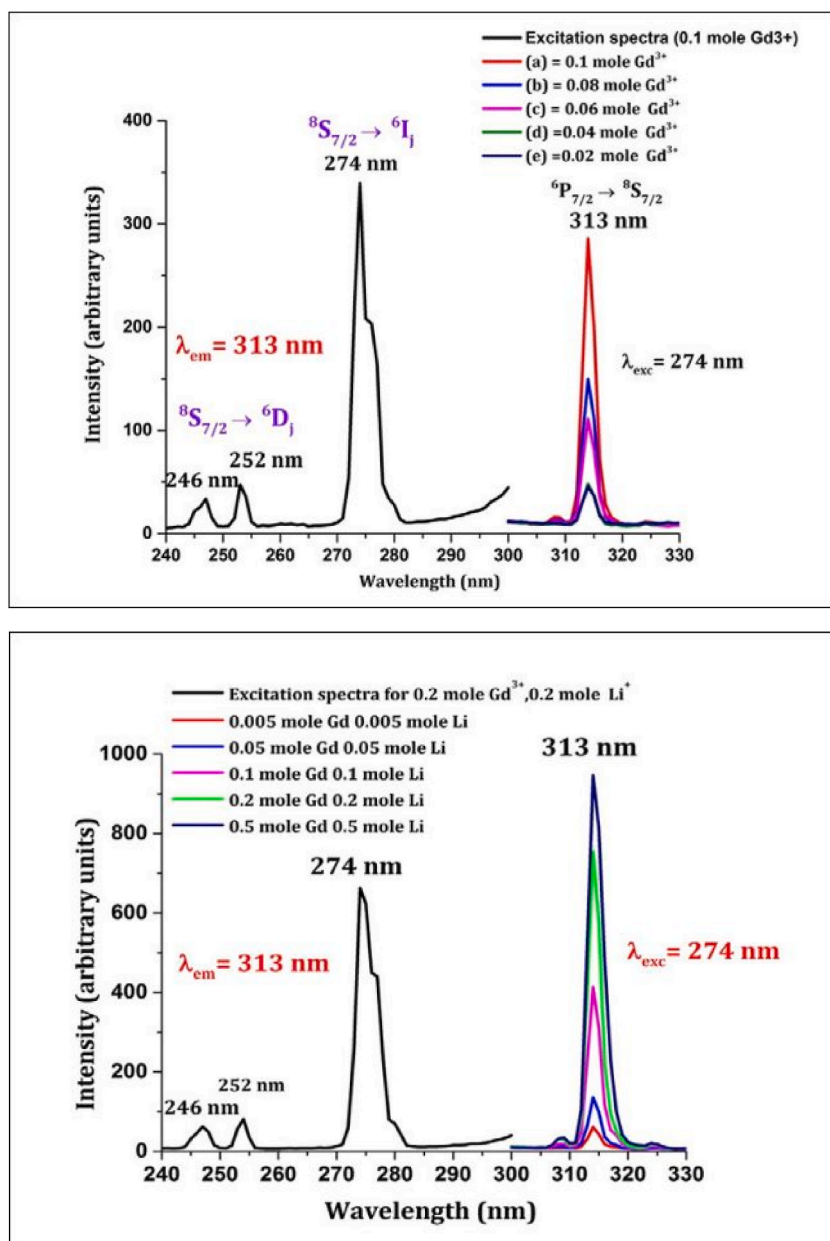 Excitation spectra (0.1 mole Gd3+)
(a) = 0.1 mole Gd³⁺
(b) = 0.08 mole Gd³⁺
(c) = 0.06 mole Gd³⁺
(d) =0.04 mole Gd³⁺
(e) =0.02 mole Gd³⁺
⁸S₇/₂ → ⁶Iⱼ
274 nm
⁶P₇/₂ → ⁸S₇/₂
313 nm
λem= 313 nm
λexc= 274 nm
⁸S₇/₂ → ⁶Dⱼ
246 nm
252 nm
Intensity (arbitrary units)
400
300
200
100
0
240 250 260 270 280 290 300 310 320 330
Wavelength (nm)
Excitation spectra for 0.2 mole Gd³⁺,0.2 mole Li⁺
0.005 mole Gd 0.005 mole Li
0.05 mole Gd 0.05 mole Li
0.1 mole Gd 0.1 mole Li
0.2 mole Gd 0.2 mole Li
0.5 mole Gd 0.5 mole Li
313 nm
274 nm
λem= 313 nm
λexc= 274 nm
246 nm
252 nm
Intensity (arbitrary units)
1000
800
600
400
200
0
240 250 260 270 280 290 300 310 320 330
Wavelength (nm)